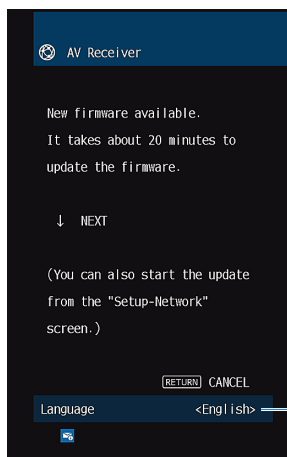 AV Receiver
New firmware available.
It takes about 20 minutes to
update the firmware.
↓ NEXT
(You can also start the update
from the "Setup-Network"
screen.)
RETURN CANCEL
Language <English>